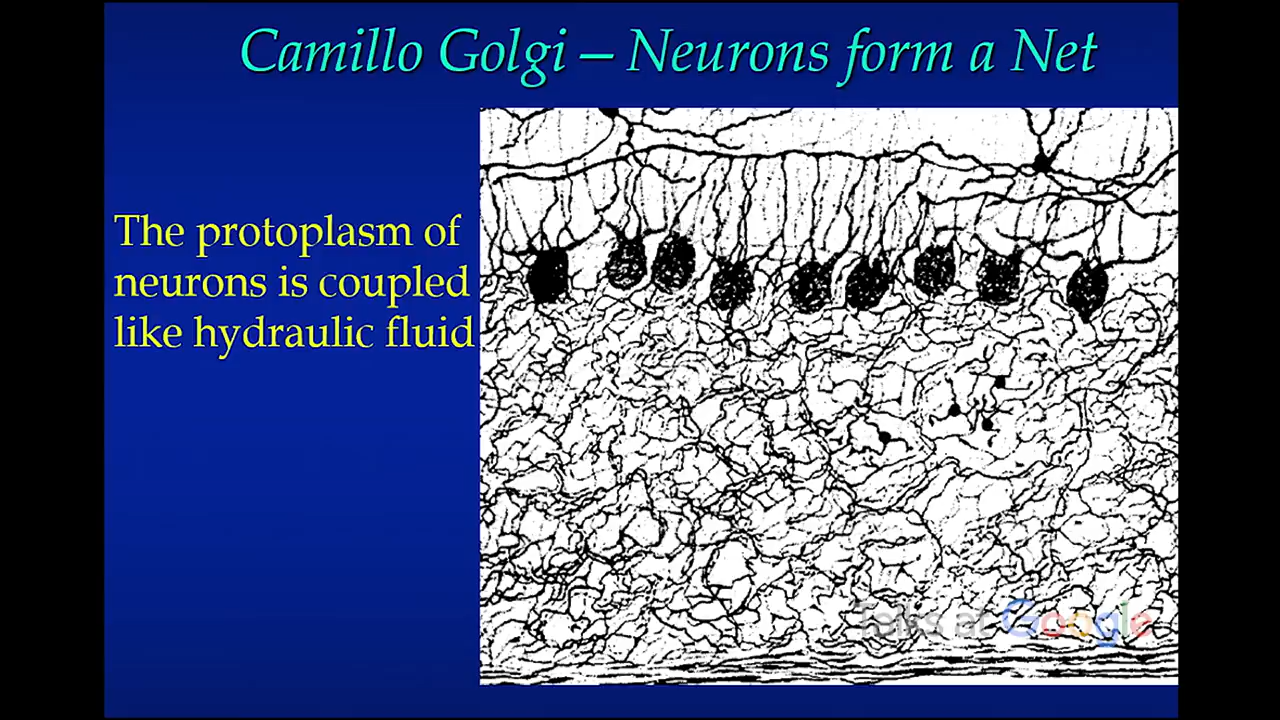 Camillo Golgi – Neurons form a Net
The protoplasm of
neurons is coupled
like hydraulic fluid
Talks at Google